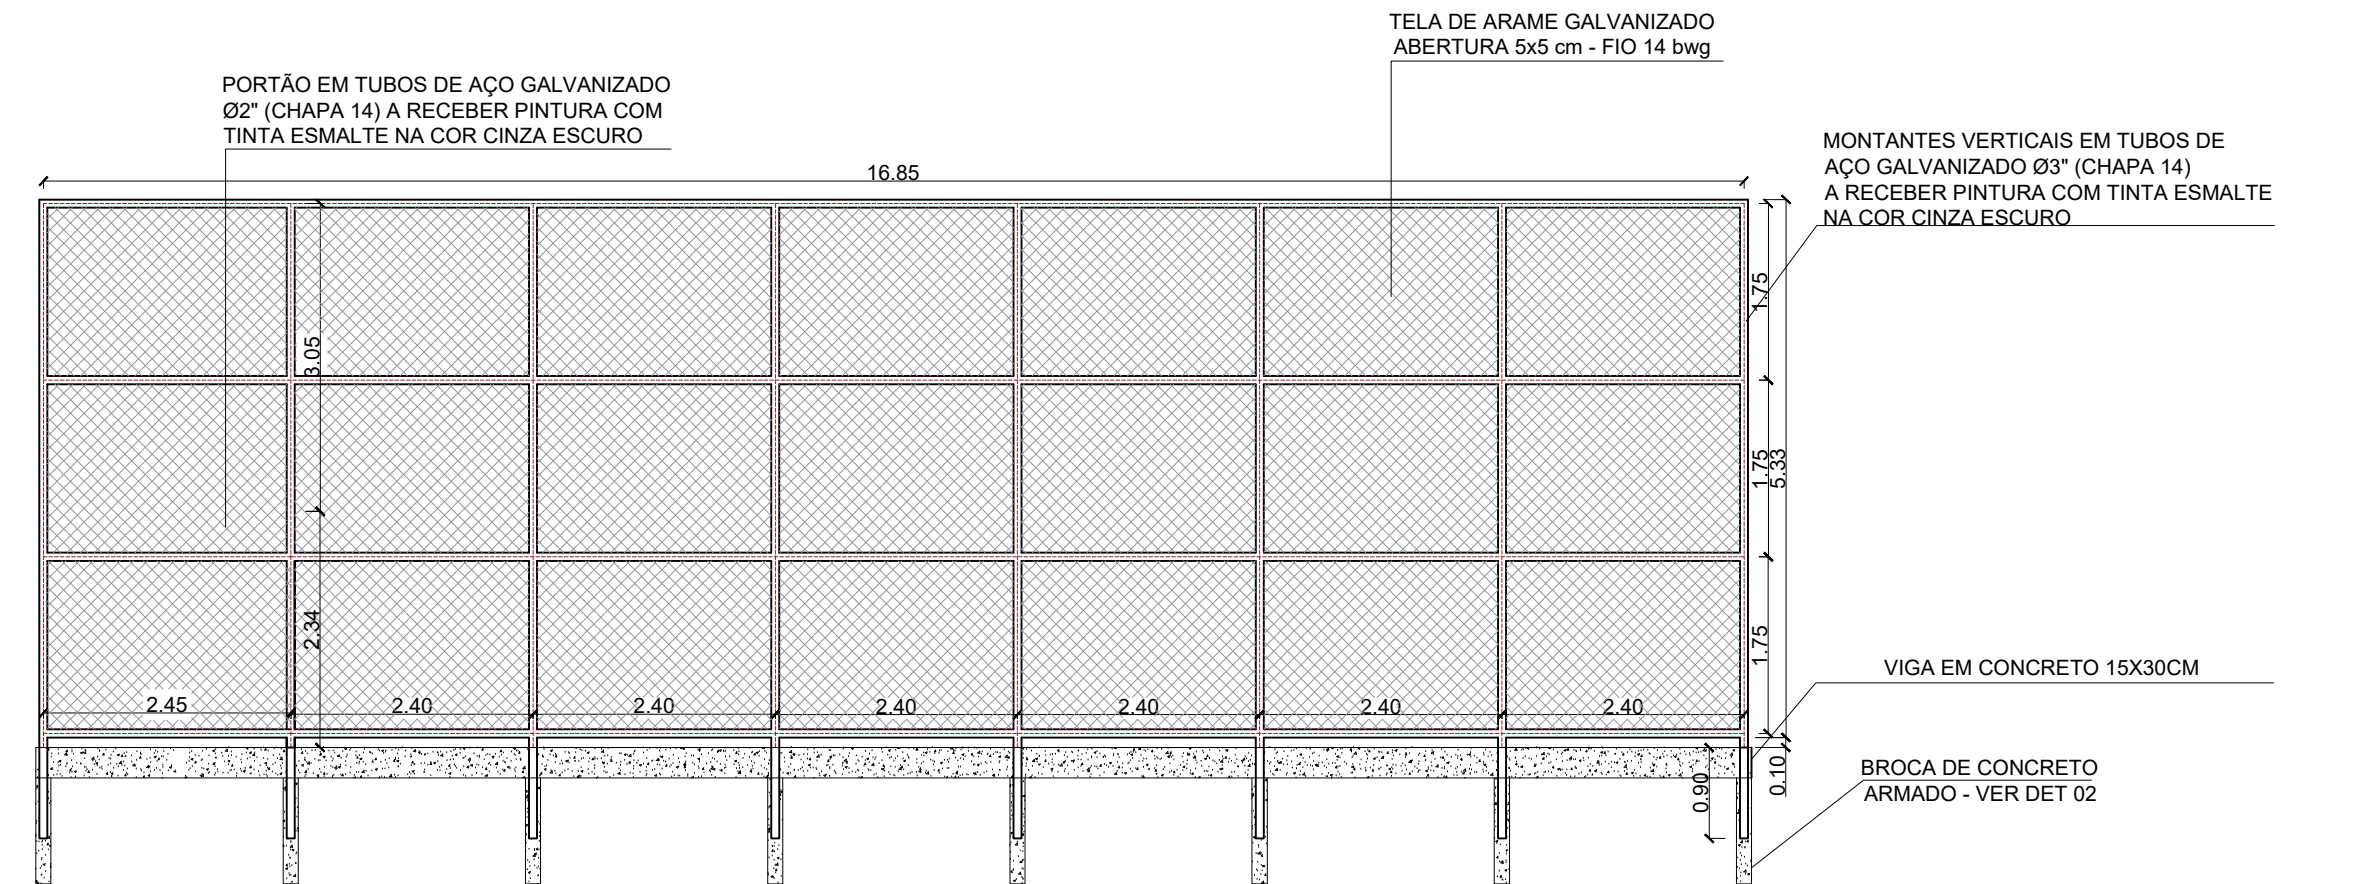 TELA DE ARAME GALVANIZADO
ABERTURA 5x5 cm - FIO 14 bwg
PORTÃO EM TUBOS DE AÇO GALVANIZADO
Ø2" (CHAPA 14) A RECEBER PINTURA COM
TINTA ESMALTE NA COR CINZA ESCURO
MONTANTES VERTICAIS EM TUBOS DE
AÇO GALVANIZADO Ø3" (CHAPA 14)
A RECEBER PINTURA COM TINTA ESMALTE
NA COR CINZA ESCURO
16.85
1.75
3.05
1.75
5.33
2.34
1.75
2.45
2.40
2.40
2.40
2.40
2.40
2.40
VIGA EM CONCRETO 15X30CM
0.90
0.10
BROCA DE CONCRETO
ARMADO - VER DET 02